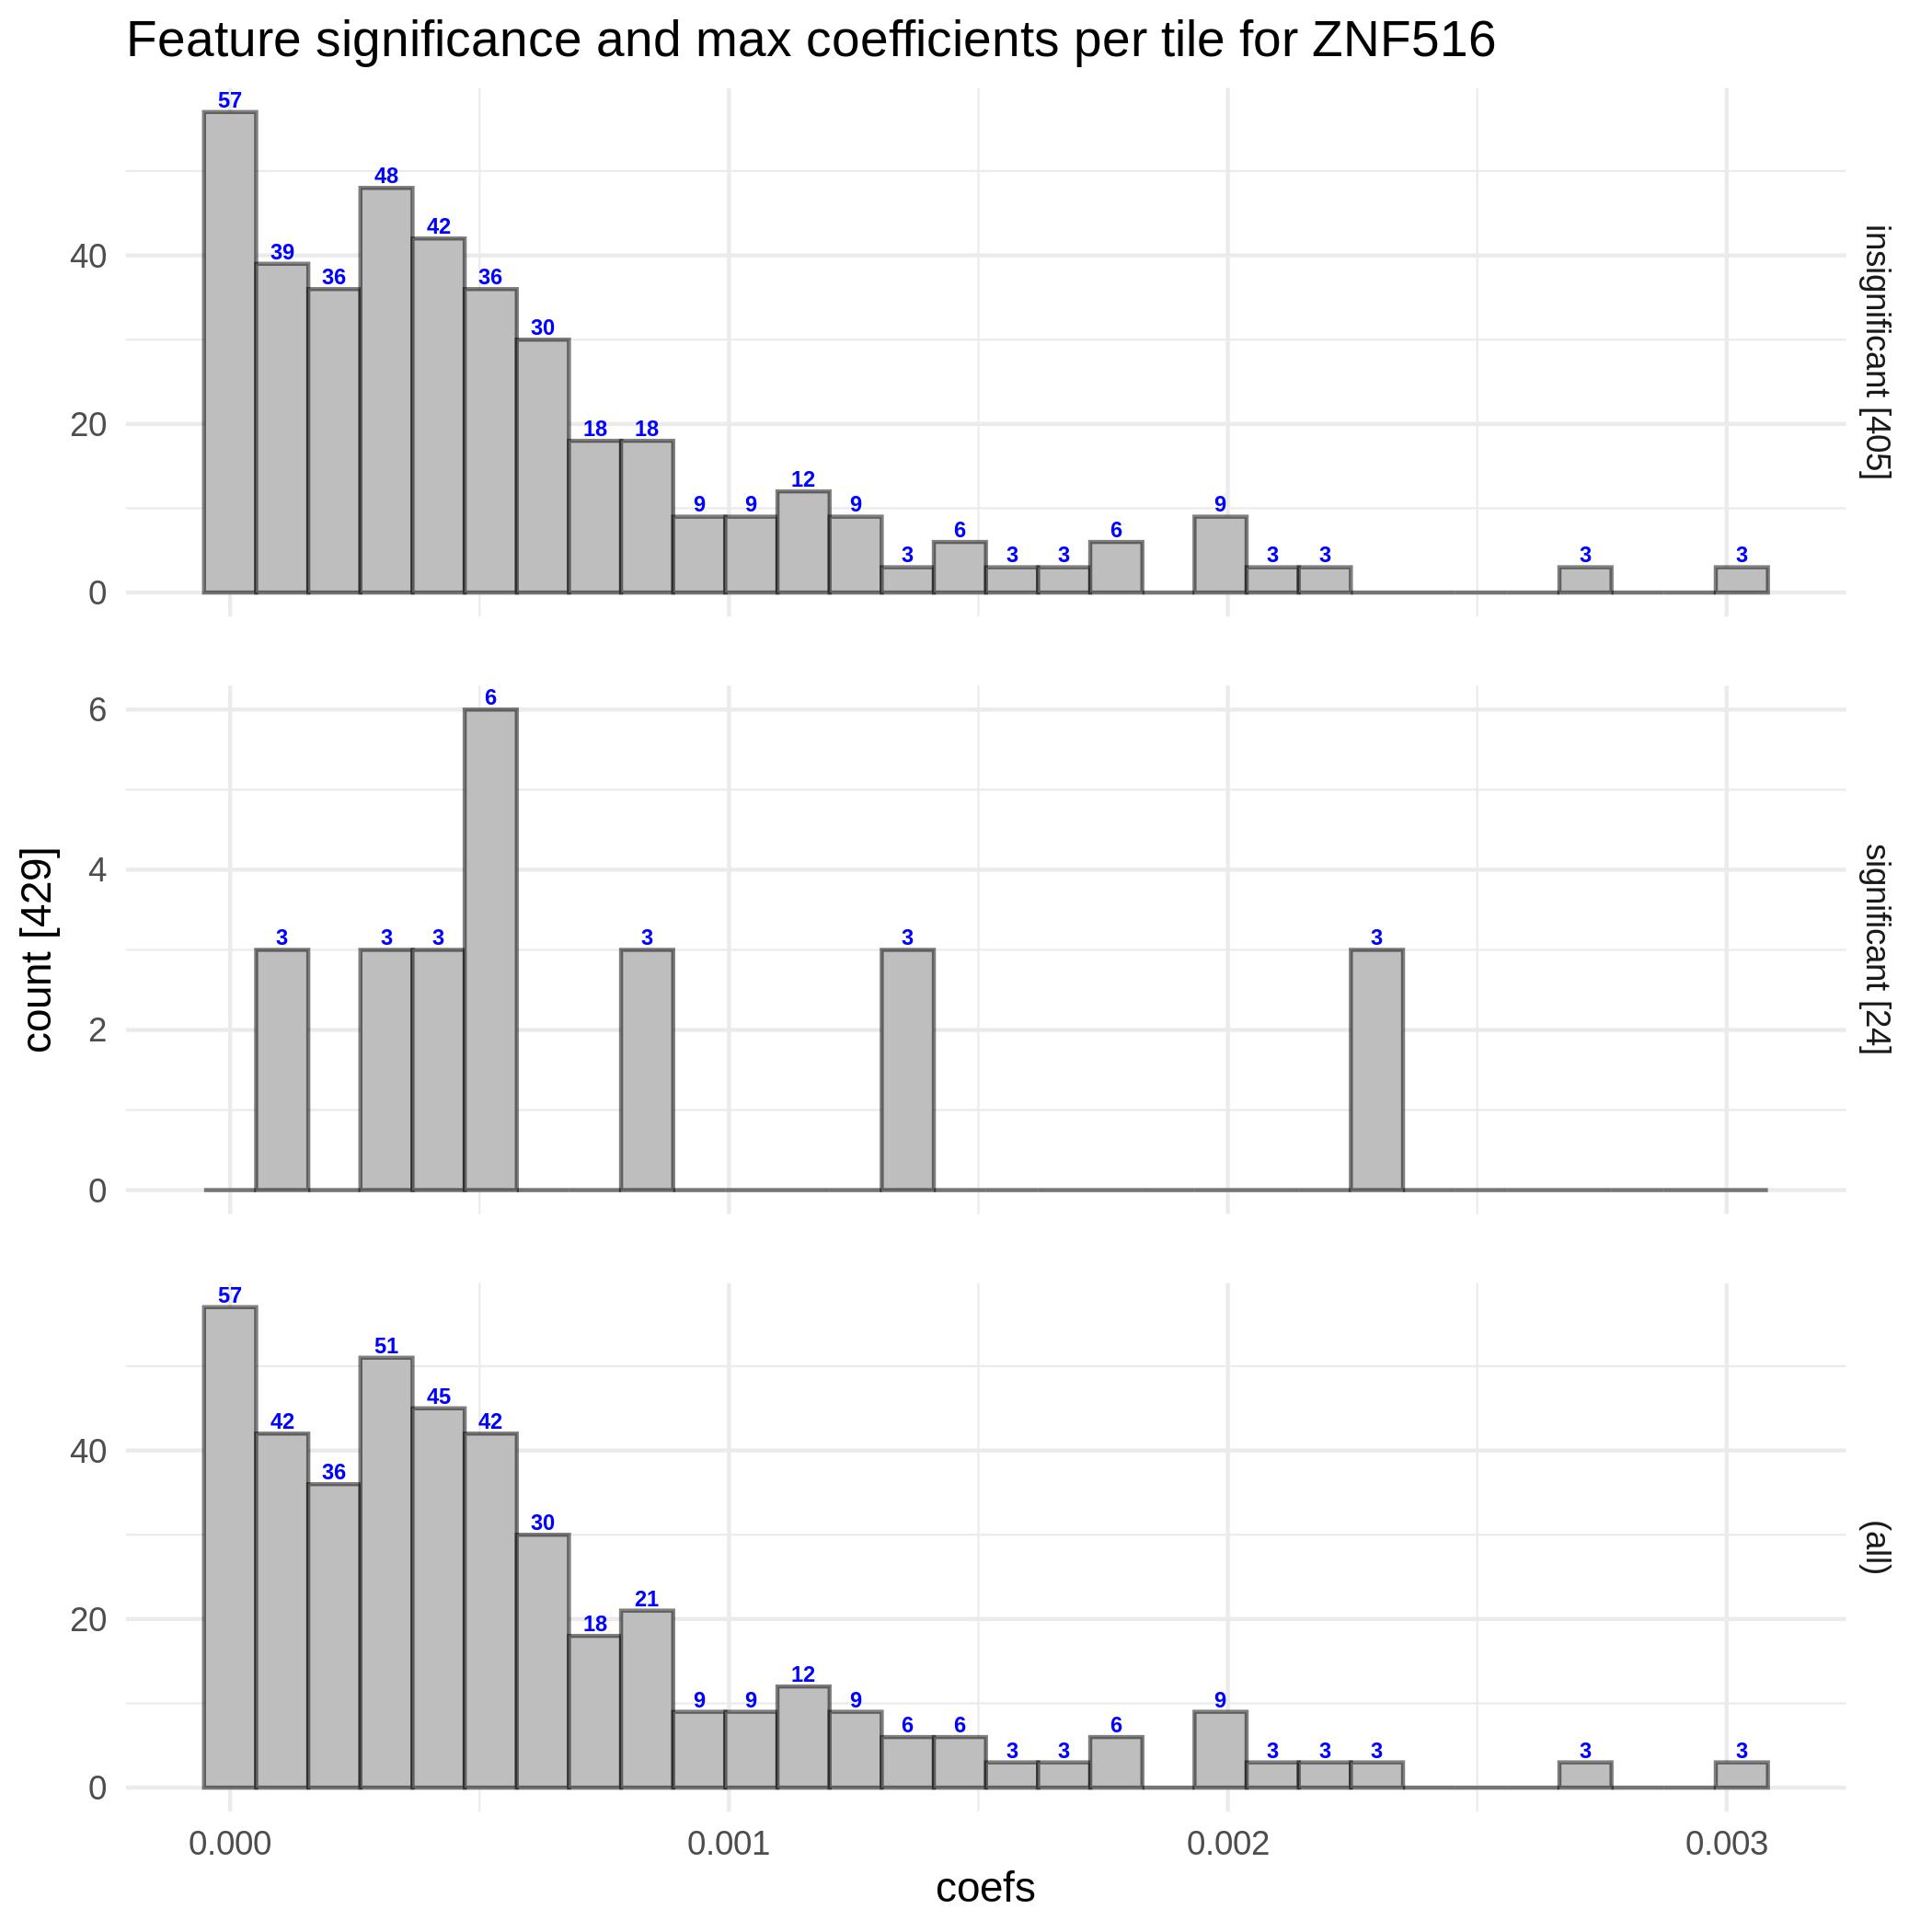 Feature significance and max coefficients per tile for ZNF516
57
48
42
39
36
36
30
18 18
12
9 9 9 9
6 6
3 3 3 3 3 3 3
40
20
0
insignificant [405]
6
3 3 3 3 3 3
6
4
2
0
significant [24]
count [429]
57
51
45
42 42
36
30
21
18
12
9 9 9 9
6 6 6
3 3 3 3 3 3 3
40
20
0
(all)
0.000 0.001 0.002 0.003
coefs